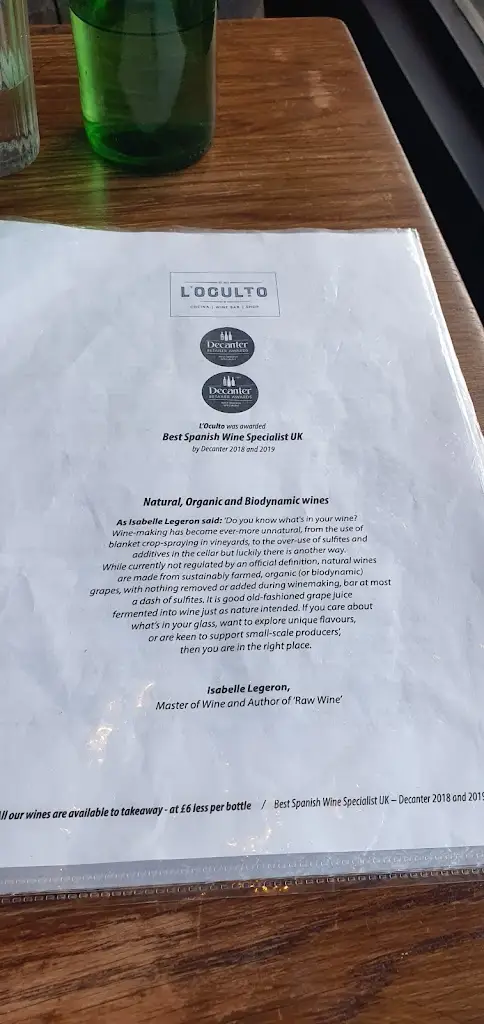 L'OCULTO
CUCINA | WINE BAR | SHOP
Decanter
RETAILER AWARDS
Decanter
RETAILER AWARDS
L'Oculto was awarded
Best Spanish Wine Specialist UK
by Decanter 2018 and 2019
Natural, Organic and Biodynamic wines
As Isabelle Legeron said: 'Do you know what's in your wine?
Wine-making has become ever-more unnatural, from the use of
blanket crop-spraying in vineyards, to the over-use of sulfites and
additives in the cellar but luckily there is another way.
While currently not regulated by an official definition, natural wines
are made from sustainably farmed, organic (or biodynamic)
grapes, with nothing removed or added during winemaking, bar at most
a dash of sulfites. It is good old-fashioned grape juice
fermented into wine just as nature intended. If you care about
what's in your glass, want to explore unique flavours,
or are keen to support small-scale producers',
then you are in the right place.
Isabelle Legeron,
Master of Wine and Author of 'Raw Wine'
All our wines are available to takeaway - at £6 less per bottle / Best Spanish Wine Specialist UK – Decanter 2018 and 2019